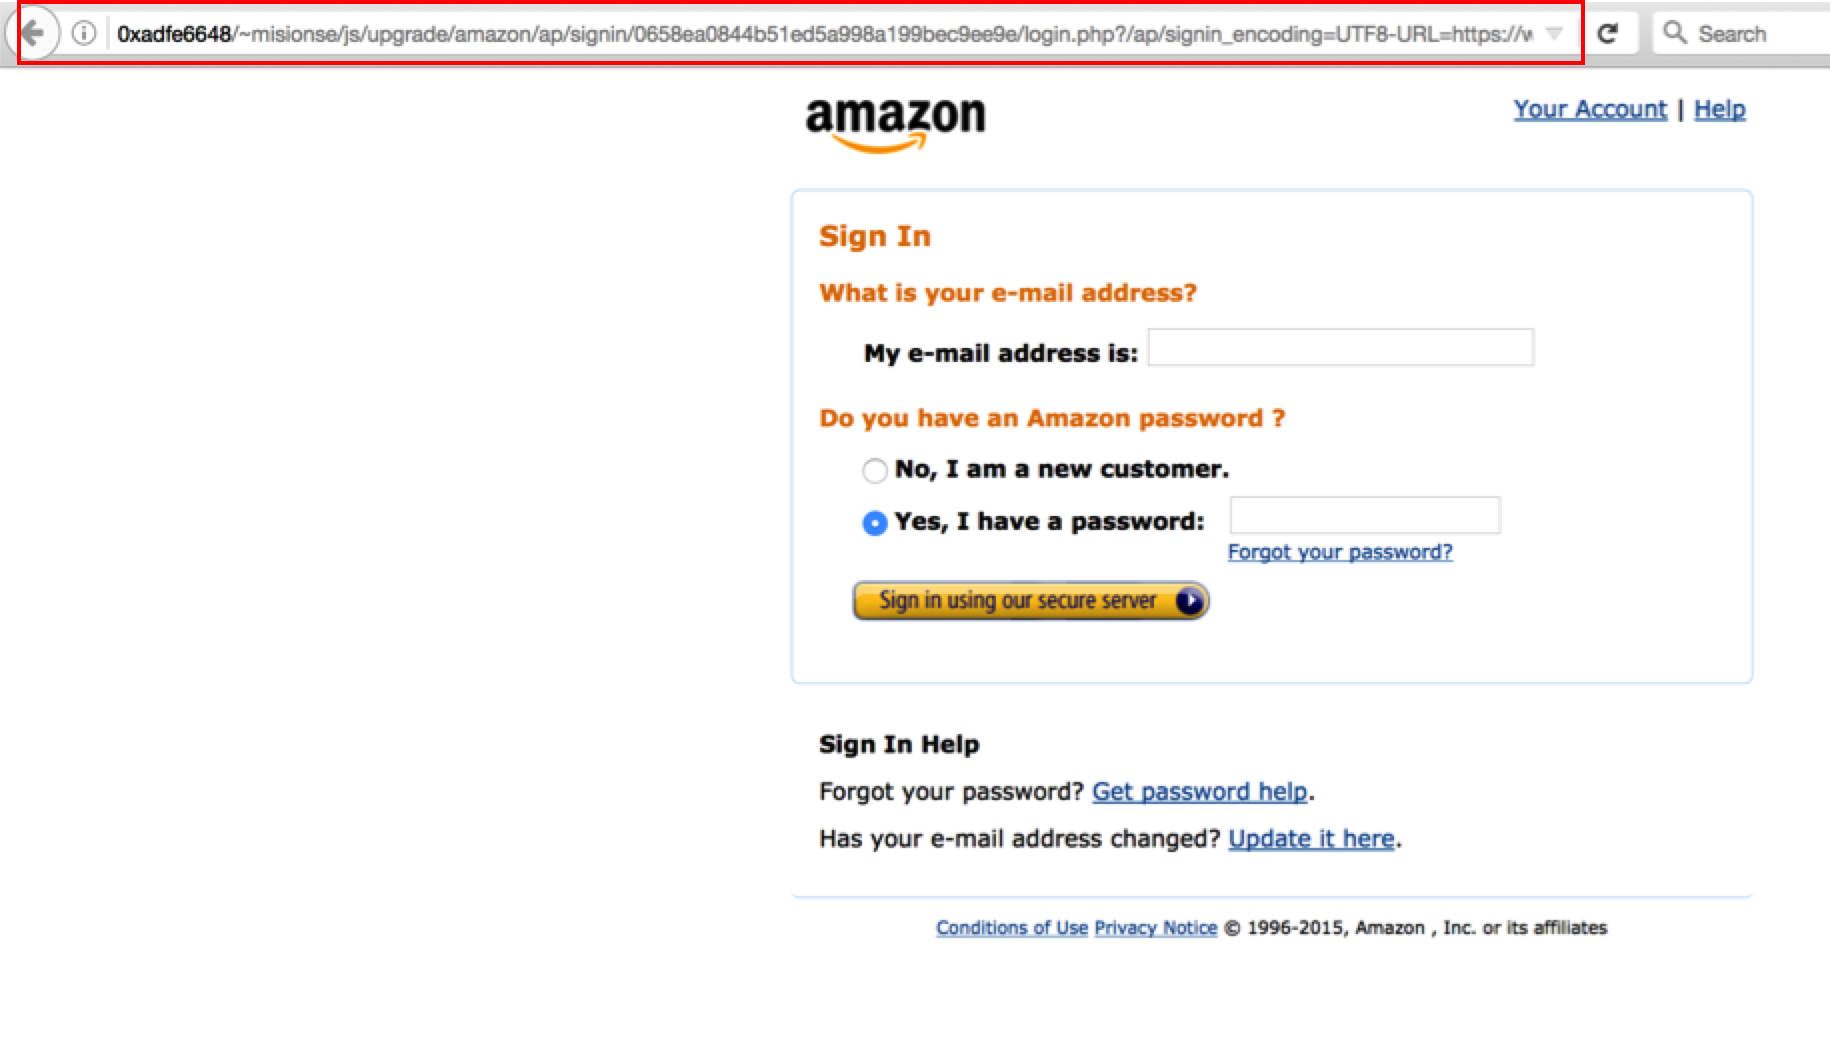 0xadfe6648/~misionse/js/upgrade/amazon/ap/signin/0658ea0844b51ed5a998a199bec9ee9e/login.php?/ap/signin_encoding=UTF8-URL=https://w
Search
amazon
Your Account | Help
Sign In
What is your e-mail address?
My e-mail address is:
Do you have an Amazon password ?
No, I am a new customer.
Yes, I have a password:
Forgot your password?
Sign in using our secure server
Sign In Help
Forgot your password? Get password help.
Has your e-mail address changed? Update it here.
Conditions of Use Privacy Notice © 1996-2015, Amazon , Inc. or its affiliates